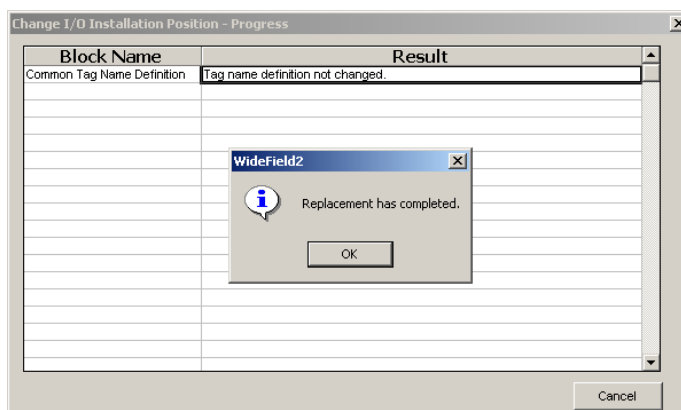 Change I/O Installation Position - Progress
Block Name Result
Common Tag Name Definition Tag name definition not changed.
WideField2
Replacement has completed.
OK
Cancel